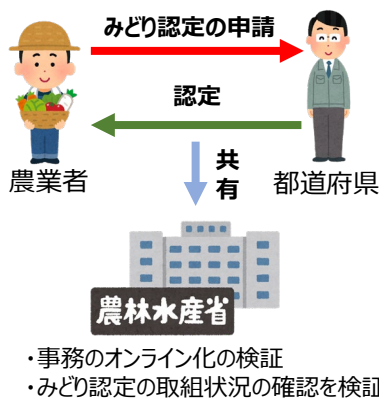 みどり認定の申請
認定
農業者
共有
都道府県
農林水産省
・事務のオンライン化の検証
・みどり認定の取組状況の確認を検証